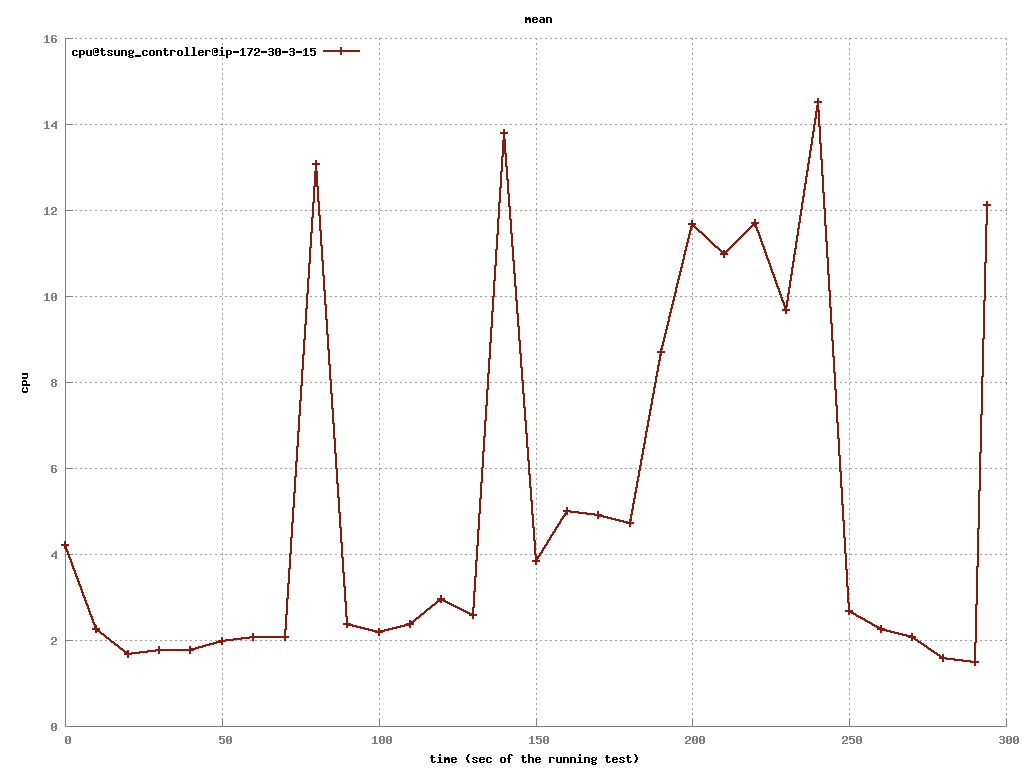 mean
cpu@tsung_controller@ip-172-30-3-15
16
14
12
10
8
6
4
2
0
cpu
0 50 100 150 200 250 300
time (sec of the running test)